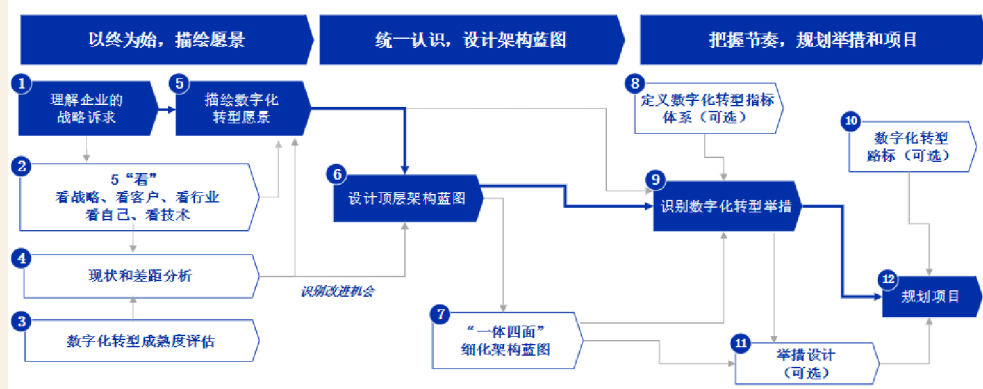 以终为始，描绘愿景
统一认识，设计架构蓝图
把握节奏，规划举措和项目
1
理解企业的
战略诉求
5
描绘数字化
转型愿景
8
定义数字化转型指标
体系（可选）
10
数字化转型
路标（可选）
2
5“看”
看战略、看客户、看行业
看自己、看技术
6
设计顶层架构蓝图
9
识别数字化转型举措
4
现状和差距分析
识别改进机会
12
规划项目
3
数字化转型成熟度评估
7
“一体四面”
细化架构蓝图
11
举措设计
（可选）